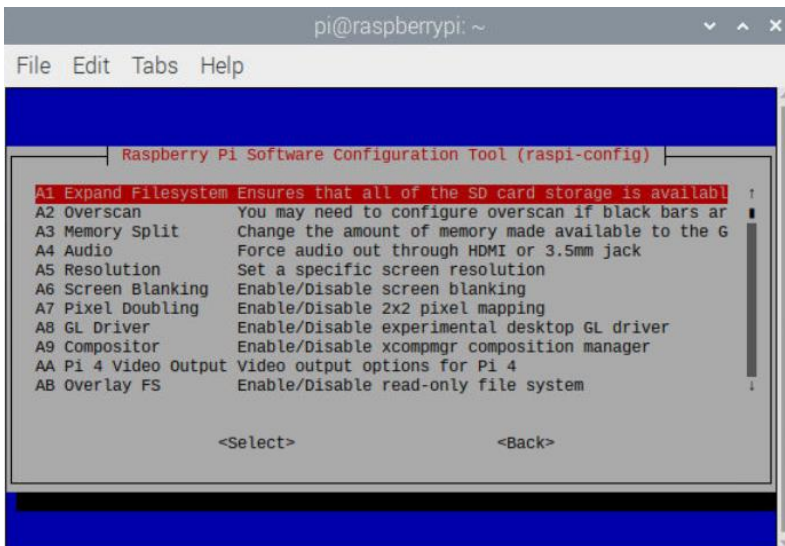 pi@raspberrypi: ~
File Edit Tabs Help
Raspberry Pi Software Configuration Tool (raspi-config)
A1 Expand Filesystem Ensures that all of the SD card storage is availabl
A2 Overscan You may need to configure overscan if black bars ar
A3 Memory Split Change the amount of memory made available to the G
A4 Audio Force audio out through HDMI or 3.5mm jack
A5 Resolution Set a specific screen resolution
A6 Screen Blanking Enable/Disable screen blanking
A7 Pixel Doubling Enable/Disable 2x2 pixel mapping
A8 GL Driver Enable/Disable experimental desktop GL driver
A9 Compositor Enable/Disable xcompmgr composition manager
AA Pi 4 Video Output Video output options for Pi 4
AB Overlay FS Enable/Disable read-only file system
<Select> <Back>